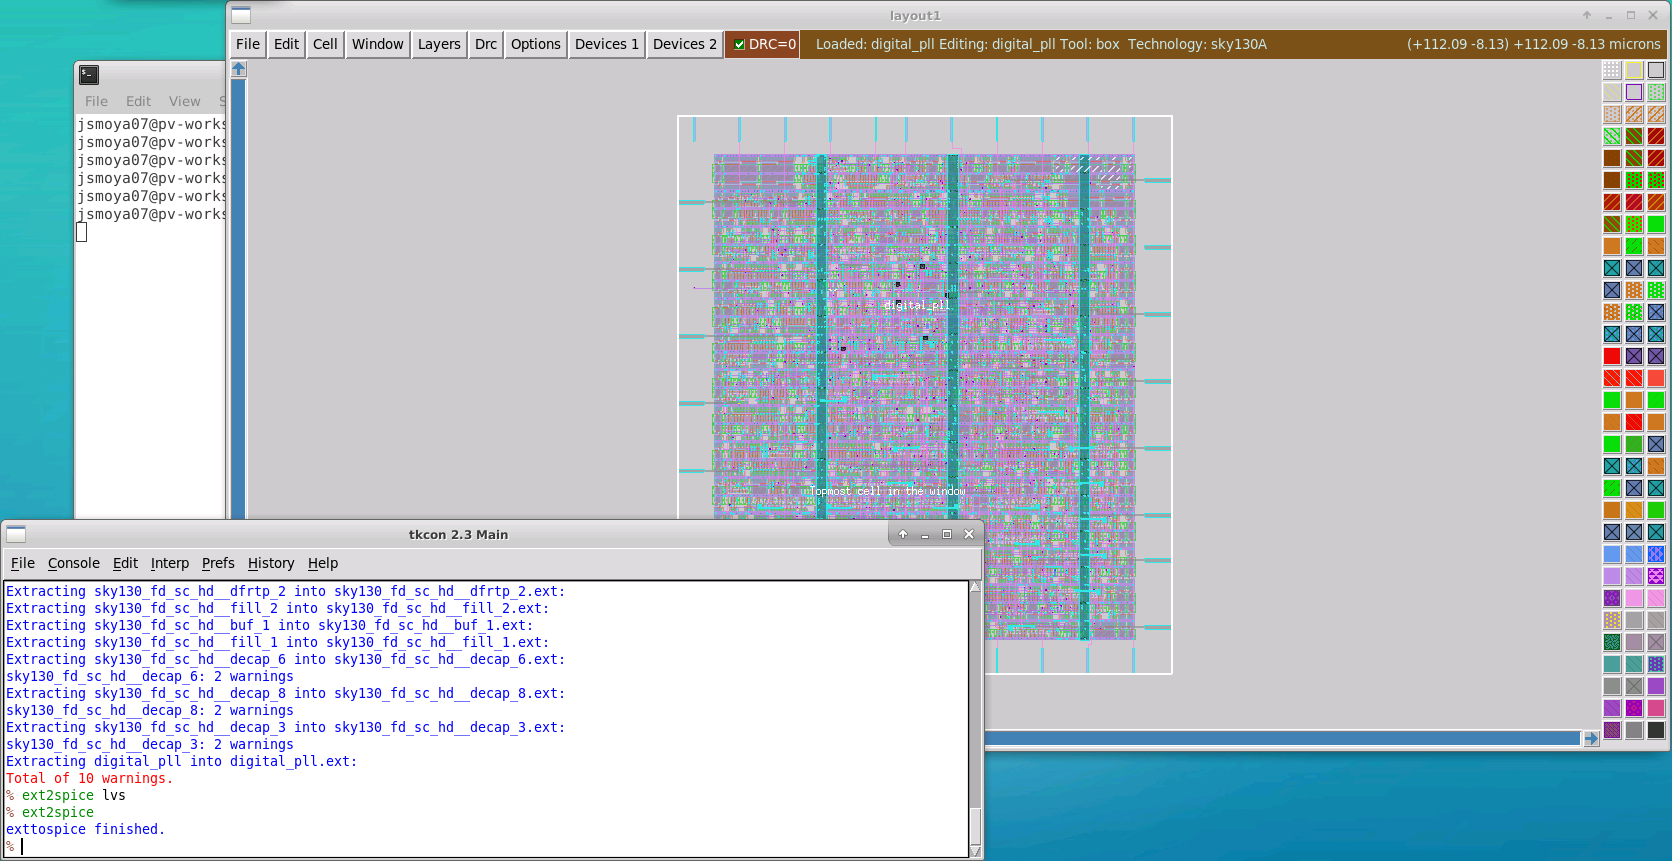 layout1
File Edit Cell Window Layers Drc Options Devices 1 Devices 2 DRC=0 Loaded: digital_pll Editing: digital_pll Tool: box Technology: sky130A (+112.09 -8.13) +112.09 -8.13 microns
File Edit View S
jsmoya07@pv-works
jsmoya07@pv-works
jsmoya07@pv-works
jsmoya07@pv-works
jsmoya07@pv-works
jsmoya07@pv-works
digital_pll
Topmost cell in the window
tkcon 2.3 Main
File Console Edit Interp Prefs History Help
Extracting sky130_fd_sc_hd__dfrtp_2 into sky130_fd_sc_hd__dfrtp_2.ext:
Extracting sky130_fd_sc_hd__fill_2 into sky130_fd_sc_hd__fill_2.ext:
Extracting sky130_fd_sc_hd__buf_1 into sky130_fd_sc_hd__buf_1.ext:
Extracting sky130_fd_sc_hd__fill_1 into sky130_fd_sc_hd__fill_1.ext:
Extracting sky130_fd_sc_hd__decap_6 into sky130_fd_sc_hd__decap_6.ext:
sky130_fd_sc_hd__decap_6: 2 warnings
Extracting sky130_fd_sc_hd__decap_8 into sky130_fd_sc_hd__decap_8.ext:
sky130_fd_sc_hd__decap_8: 2 warnings
Extracting sky130_fd_sc_hd__decap_3 into sky130_fd_sc_hd__decap_3.ext:
sky130_fd_sc_hd__decap_3: 2 warnings
Extracting digital_pll into digital_pll.ext:
Total of 10 warnings.
% ext2spice lvs
% ext2spice
exttospice finished.
%